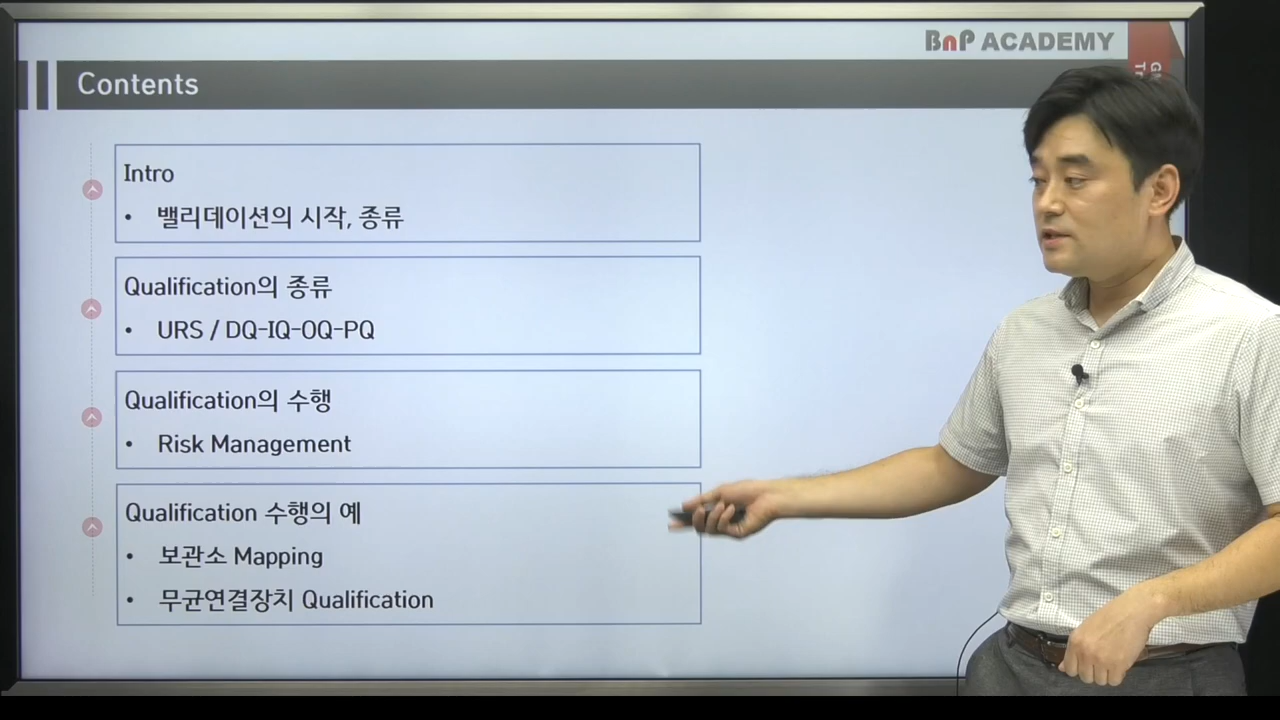 BnP ACADEMY
Contents
Intro
• 밸리데이션의 시작, 종류
Qualification의 종류
• URS / DQ-IQ-OQ-PQ
Qualification의 수행
• Risk Management
Qualification 수행의 예
• 보관소 Mapping
• 무균연결장치 Qualification